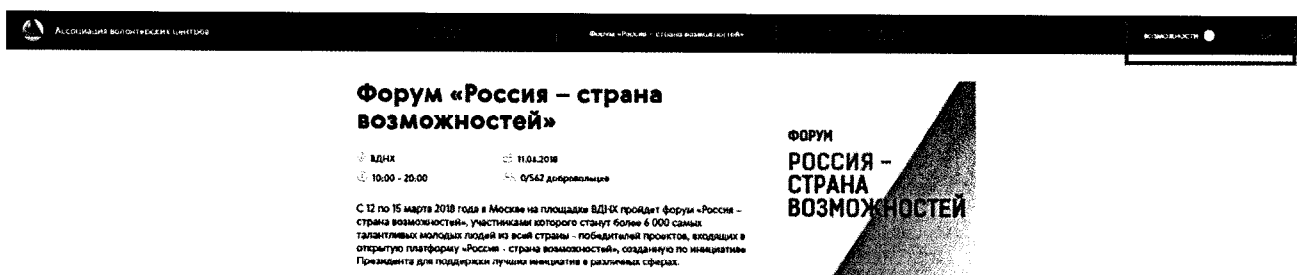 Ассоциация волонтерских центров
Форум «Россия – страна возможностей»
возможности
Форум «Россия – страна
возможностей»
ВДНХ
11.03.2018
10:00 - 20:00
0/562 добровольцев
С 12 по 15 марта 2018 года в Москве на площадке ВДНХ пройдет форум «Россия –
страна возможностей», участниками которого станут более 6 000 самых
талантливых молодых людей из всей страны - победителей проектов, входящих в
открытую платформу «Россия - страна возможностей», созданную по инициативе
Президента для поддержки лучших инициатив в различных сферах.
ФОРУМ
РОССИЯ –
СТРАНА
ВОЗМОЖНОСТЕЙ